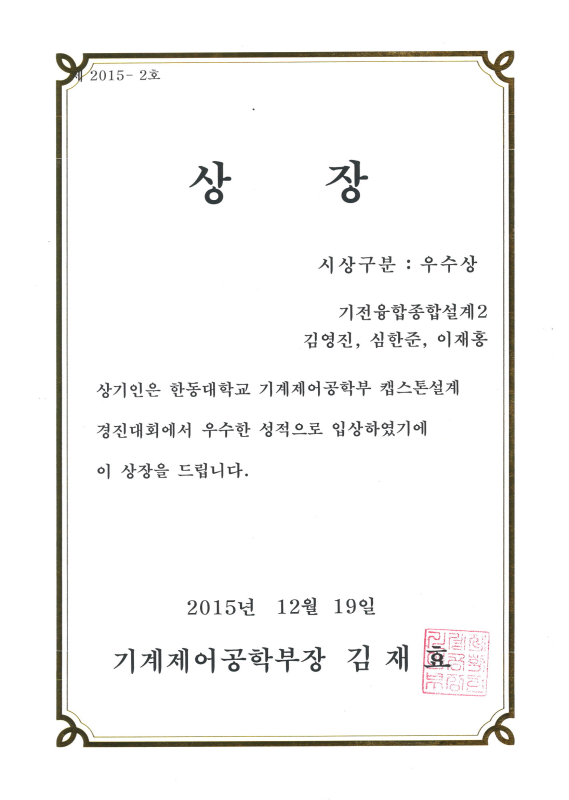 제 2015- 2호
상 장
시상구분 : 우수상
기전융합종합설계2
김영진, 심한준, 이재홍
상기인은 한동대학교 기계제어공학부 캡스톤설계
경진대회에서 우수한 성적으로 입상하였기에
이 상장을 드립니다.
2015년 12월 19일
기계제어공학부장 김 재 효